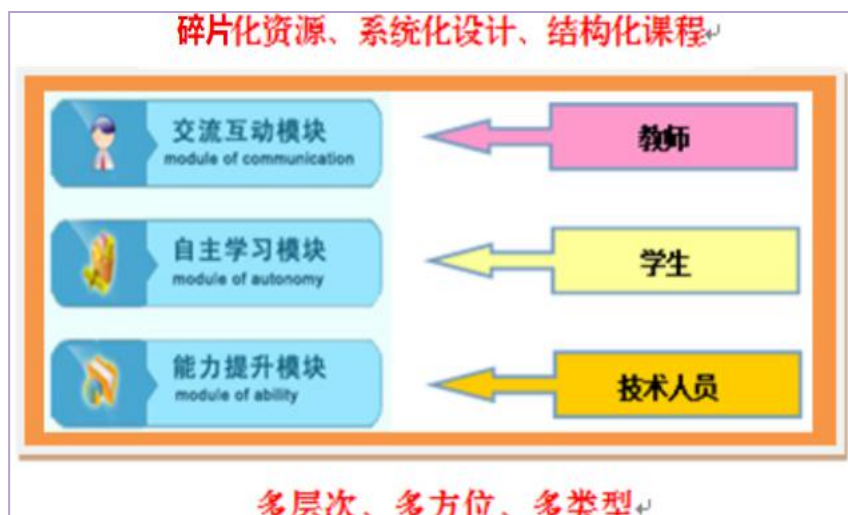 碎片化资源、系统化设计、结构化课程
交流互动模块
module of communication
教师
自主学习模块
module of autonomy
学生
能力提升模块
module of ability
技术人员
多层次、多方位、多类型